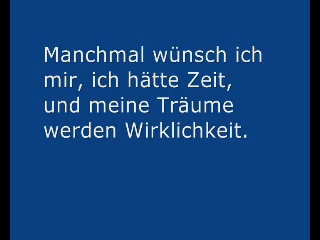 Manchmal wünsch ich
mir, ich hätte Zeit,
und meine Träume
werden Wirklichkeit.